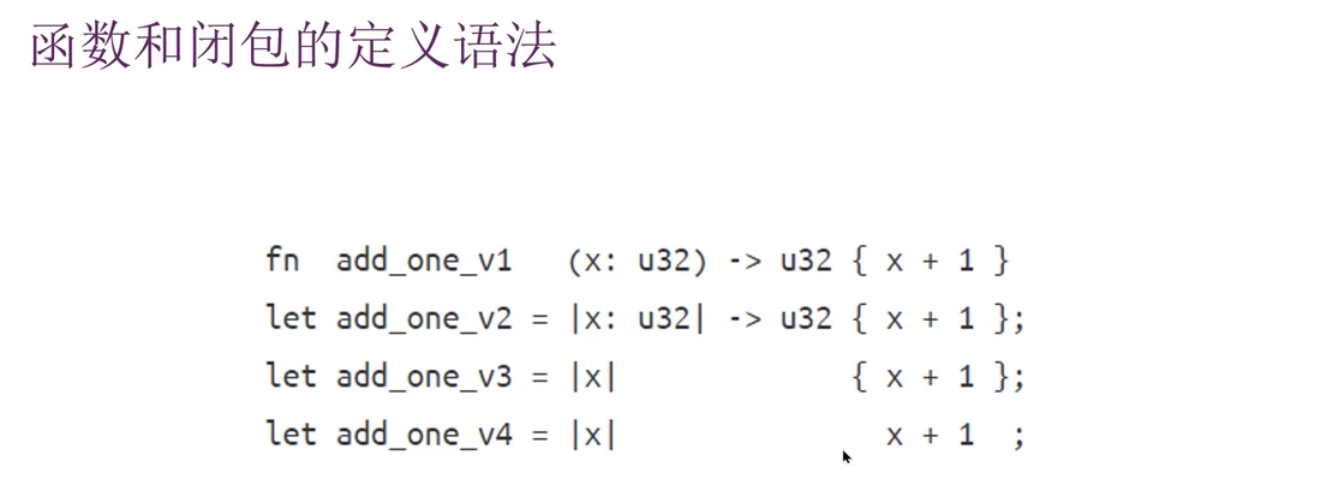 函数和闭包的定义语法
fn  add_one_v1   (x: u32) -> u32 { x + 1 }
let add_one_v2 = |x: u32| -> u32 { x + 1 };
let add_one_v3 = |x|             { x + 1 };
let add_one_v4 = |x|               x + 1  ;